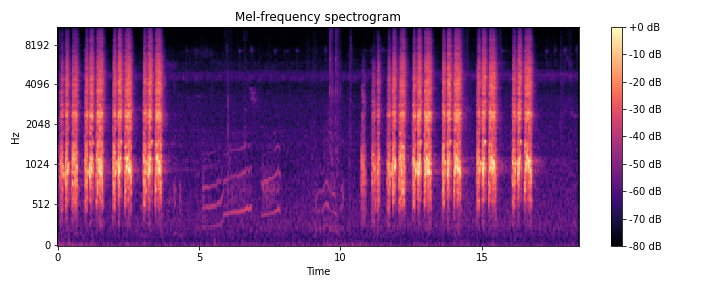 Mel-frequency spectrogram
Hz
8192
4096
2048
1024
512
0
0
5
10
15
Time
+0 dB
-10 dB
-20 dB
-30 dB
-40 dB
-50 dB
-60 dB
-70 dB
-80 dB